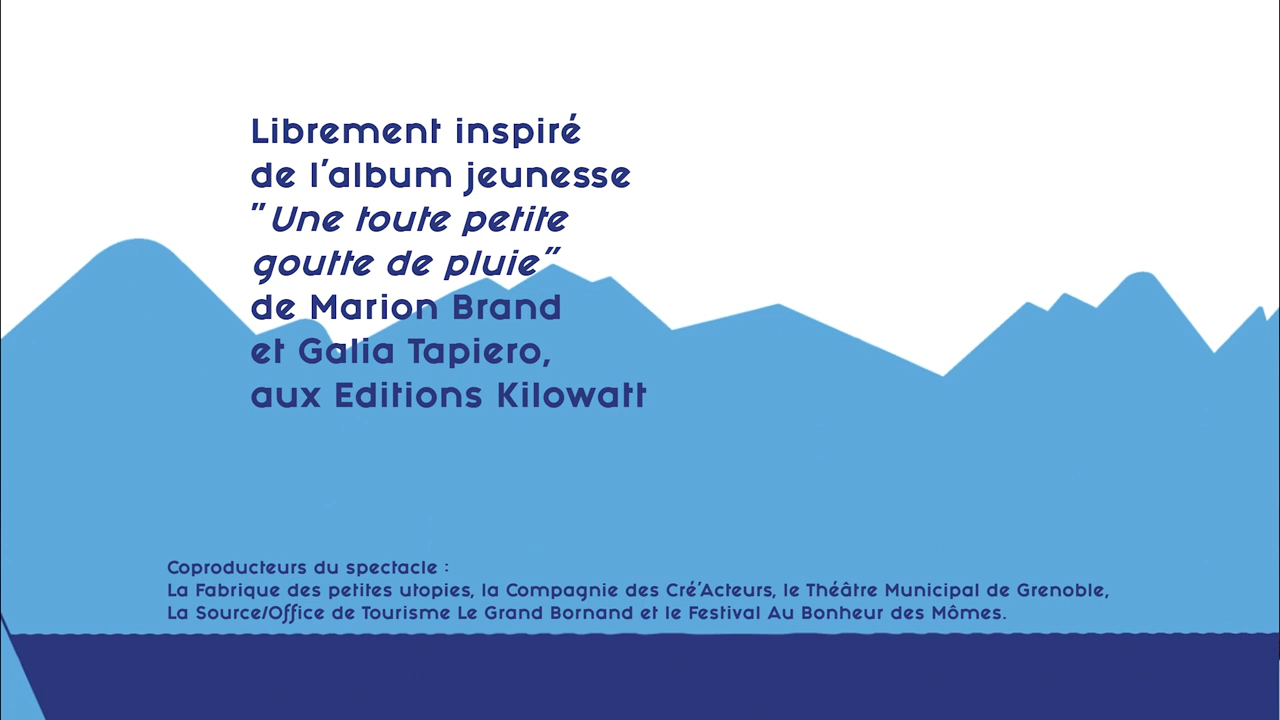 Librement inspiré
de l'album jeunesse
"Une toute petite
goutte de pluie"
de Marion Brand
et Galia Tapiero,
aux Editions Kilowatt
Coproducteurs du spectacle :
La Fabrique des petites utopies, la Compagnie des Cré'Acteurs, le Théâtre Municipal de Grenoble,
La Source/Office de Tourisme Le Grand Bornand et le Festival Au Bonheur des Mômes.